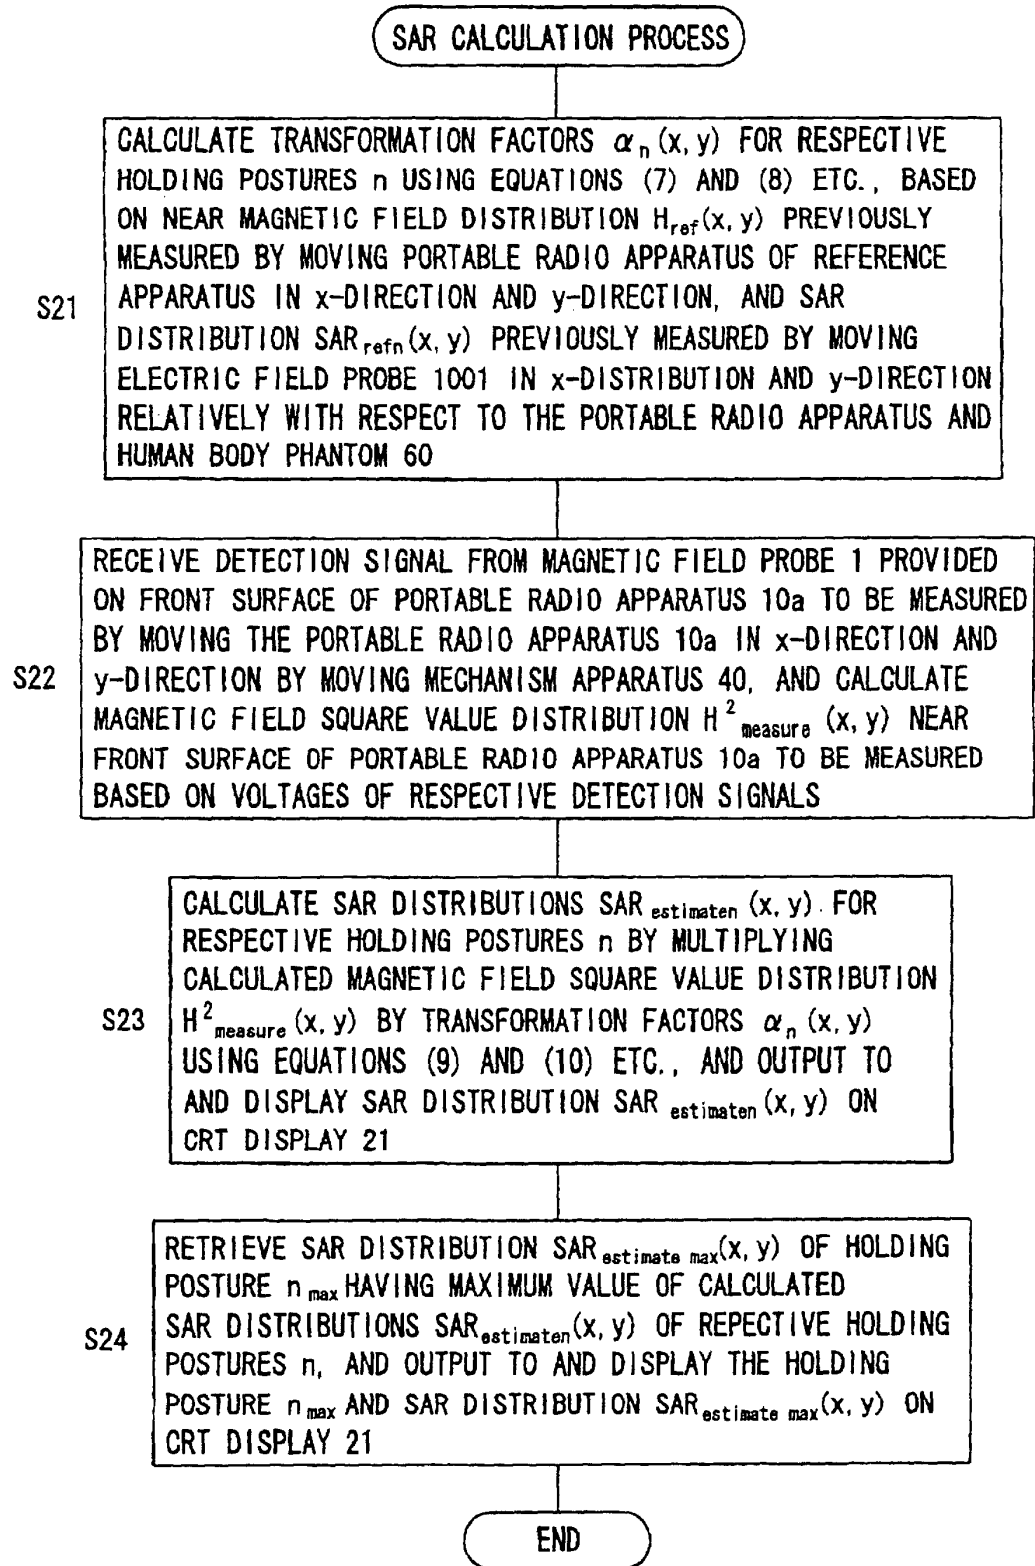 SAR CALCULATION PROCESS
S21
CALCULATE TRANSFORMATION FACTORS αn(x, y) FOR RESPECTIVE
HOLDING POSTURES n USING EQUATIONS (7) AND (8) ETC., BASED
ON NEAR MAGNETIC FIELD DISTRIBUTION Href(x, y) PREVIOUSLY
MEASURED BY MOVING PORTABLE RADIO APPARATUS OF REFERENCE
APPARATUS IN x-DIRECTION AND y-DIRECTION, AND SAR
DISTRIBUTION SARrefn(x, y) PREVIOUSLY MEASURED BY MOVING
ELECTRIC FIELD PROBE 1001 IN x-DISTRIBUTION AND y-DIRECTION
RELATIVELY WITH RESPECT TO THE PORTABLE RADIO APPARATUS AND
HUMAN BODY PHANTOM 60
S22
RECEIVE DETECTION SIGNAL FROM MAGNETIC FIELD PROBE 1 PROVIDED
ON FRONT SURFACE OF PORTABLE RADIO APPARATUS 10a TO BE MEASURED
BY MOVING THE PORTABLE RADIO APPARATUS 10a IN x-DIRECTION AND
y-DIRECTION BY MOVING MECHANISM APPARATUS 40, AND CALCULATE
MAGNETIC FIELD SQUARE VALUE DISTRIBUTION H²measure (x, y) NEAR
FRONT SURFACE OF PORTABLE RADIO APPARATUS 10a TO BE MEASURED
BASED ON VOLTAGES OF RESPECTIVE DETECTION SIGNALS
S23
CALCULATE SAR DISTRIBUTIONS SARestimaten(x, y) FOR
RESPECTIVE HOLDING POSTURES n BY MULTIPLYING
CALCULATED MAGNETIC FIELD SQUARE VALUE DISTRIBUTION
H²measure(x, y) BY TRANSFORMATION FACTORS αn(x, y)
USING EQUATIONS (9) AND (10) ETC., AND OUTPUT TO
AND DISPLAY SAR DISTRIBUTION SARestimaten(x, y) ON
CRT DISPLAY 21
S24
RETRIEVE SAR DISTRIBUTION SARestimate max(x, y) OF HOLDING
POSTURE nmax HAVING MAXIMUM VALUE OF CALCULATED
SAR DISTRIBUTIONS SARestimaten(x, y) OF REPECTIVE HOLDING
POSTURES n, AND OUTPUT TO AND DISPLAY THE HOLDING
POSTURE nmax AND SAR DISTRIBUTION SARestimate max(x, y) ON
CRT DISPLAY 21
END